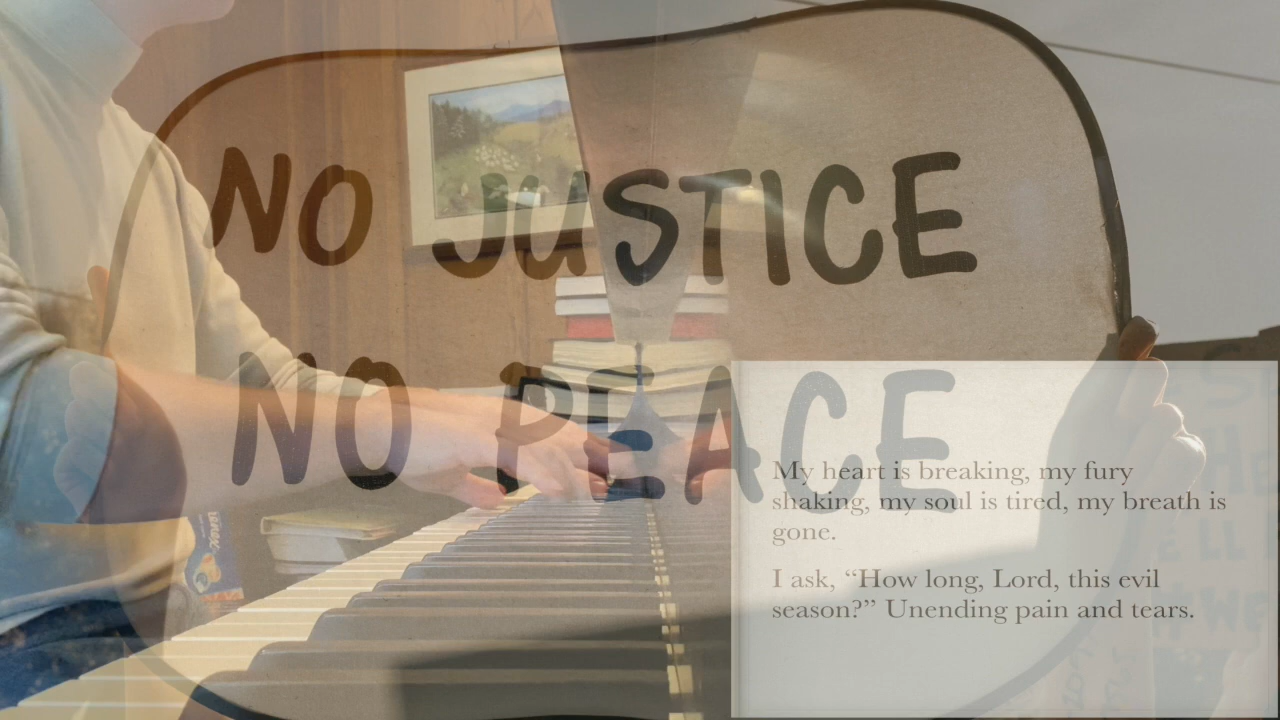 NO JUSTICE
NO PEACE
My heart is breaking, my fury
shaking, my soul is tired, my breath is
gone.
I ask, “How long, Lord, this evil
season?” Unending pain and tears.